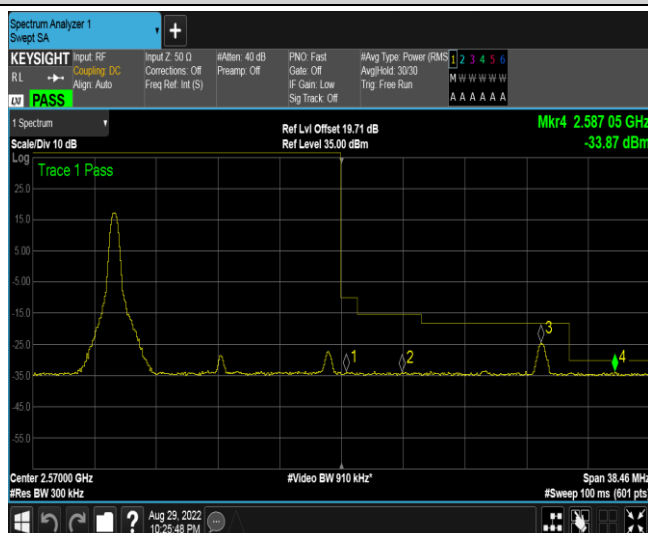 Spectrum Analyzer 1
Swept SA
KEYSIGHT Input: RF Input Z: 50 Ω #Atten: 40 dB PNO: Fast #Avg Type: Power (RMS 1 2 3 4 5 6
RL Coupling: DC Corrections: Off Preamp: Off Gate: Off Avg|Hold: 30/30 M W W W W W
Align: Auto Freq Ref: Int (S) IF Gain: Low Trig: Free Run
LXI PASS Sig Track: Off A A A A A A
1 Spectrum Ref Lvl Offset 19.71 dB Mkr4 2.587 05 GHz
Scale/Div 10 dB Ref Level 35.00 dBm -33.87 dBm
Log
Trace 1 Pass
25.0
15.0
5.00
-5.00
-15.0
3
-25.0
1 2 4
-35.0
-45.0
-55.0
Center 2.57000 GHz #Video BW 910 kHz* Span 38.46 MHz
#Res BW 300 kHz #Sweep 100 ms (601 pts)
? Aug 29, 2022
10:25:48 PM